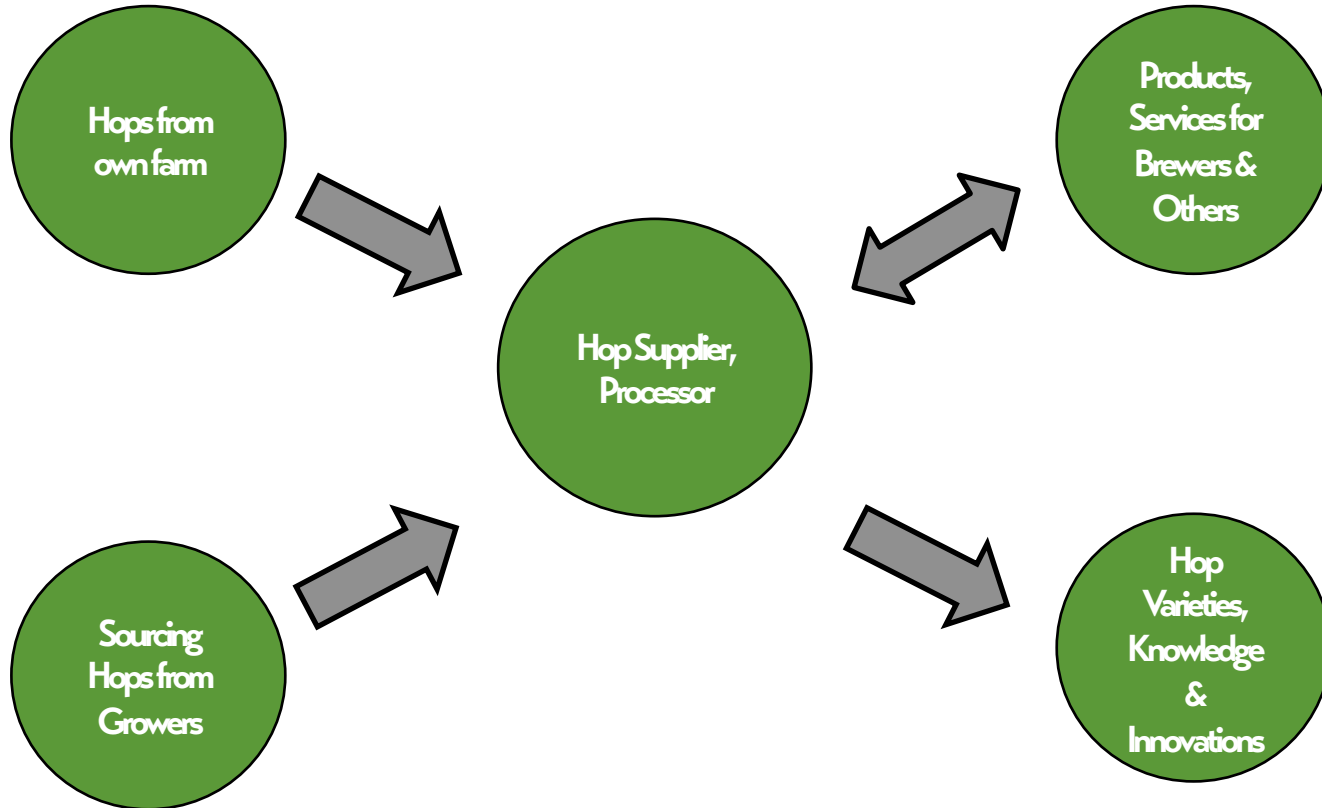 Hops from
own farm
Products,
Services for
Brewers &
Others
Hop Supplier,
Processor
Sourcing
Hops from
Growers
Hop
Varieties,
Knowledge
&
Innovations